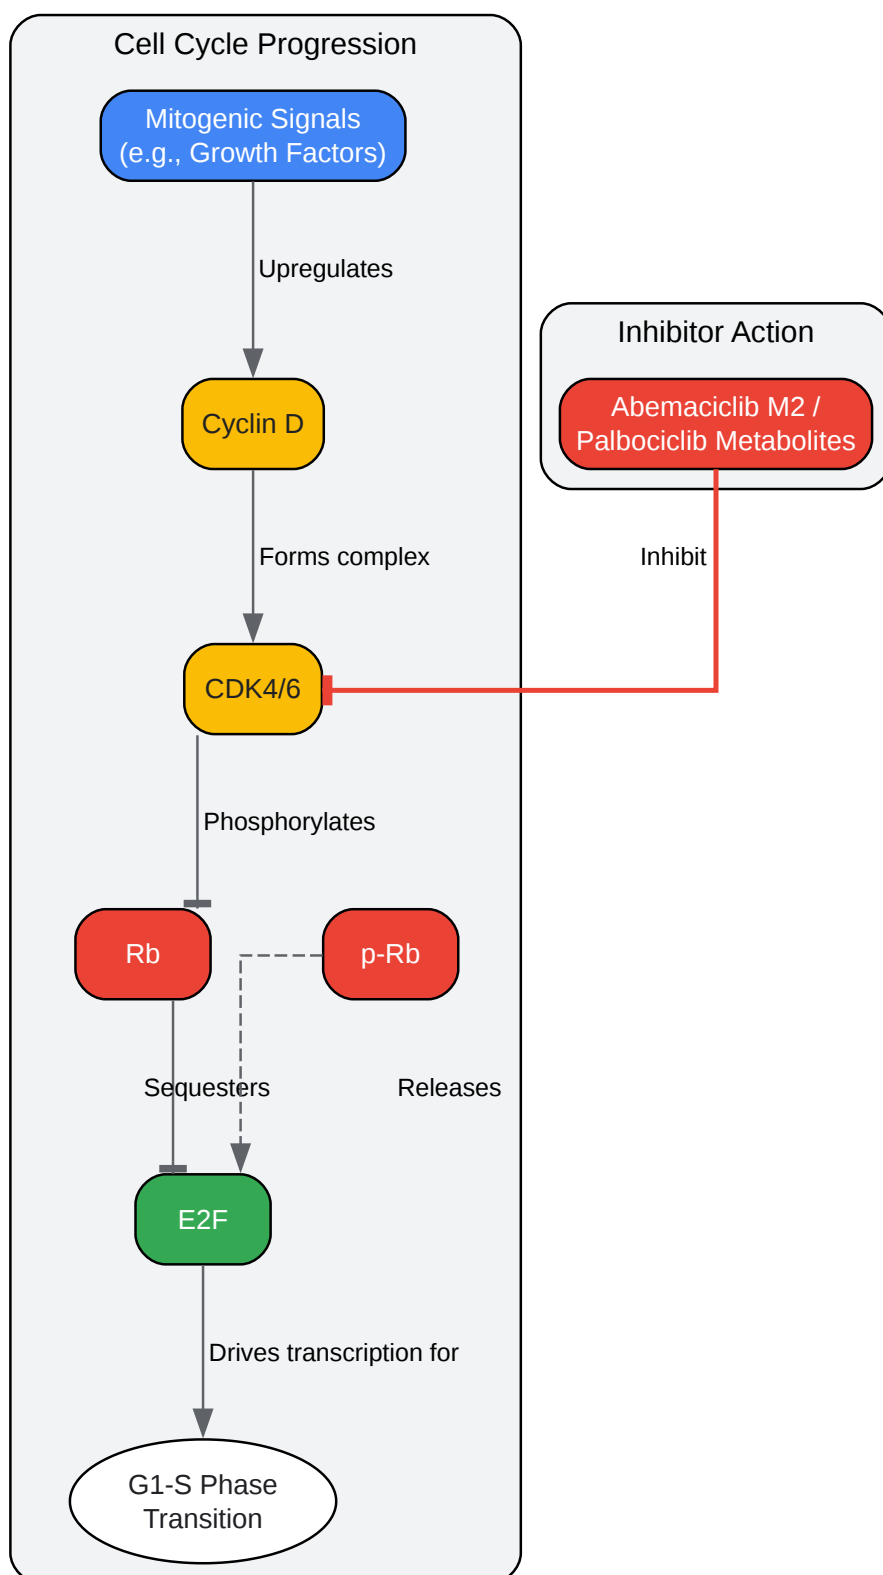 Cell Cycle Progression
Mitogenic Signals
(e.g., Growth Factors)
Upregulates
Cyclin D
Inhibitor Action
Abemaciclib M2 /
Palbociclib Metabolites
Forms complex
Inhibit
CDK4/6
Phosphorylates
Rb
p-Rb
Sequesters
Releases
E2F
Drives transcription for
G1-S Phase
Transition